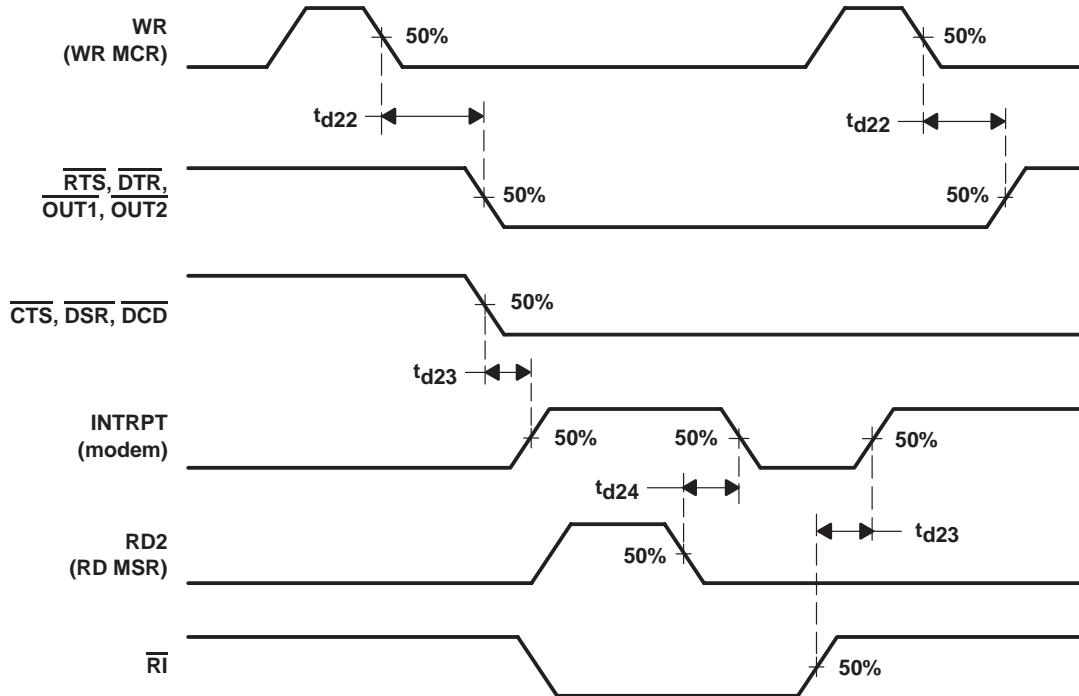 WR
(WR MCR)
50%
50%
td22
td22
RTS, DTR,
OUT1, OUT2
50%
50%
CTS, DSR, DCD
50%
td23
INTRPT
(modem)
50%
50%
50%
td24
td23
RD2
(RD MSR)
50%
RI
50%